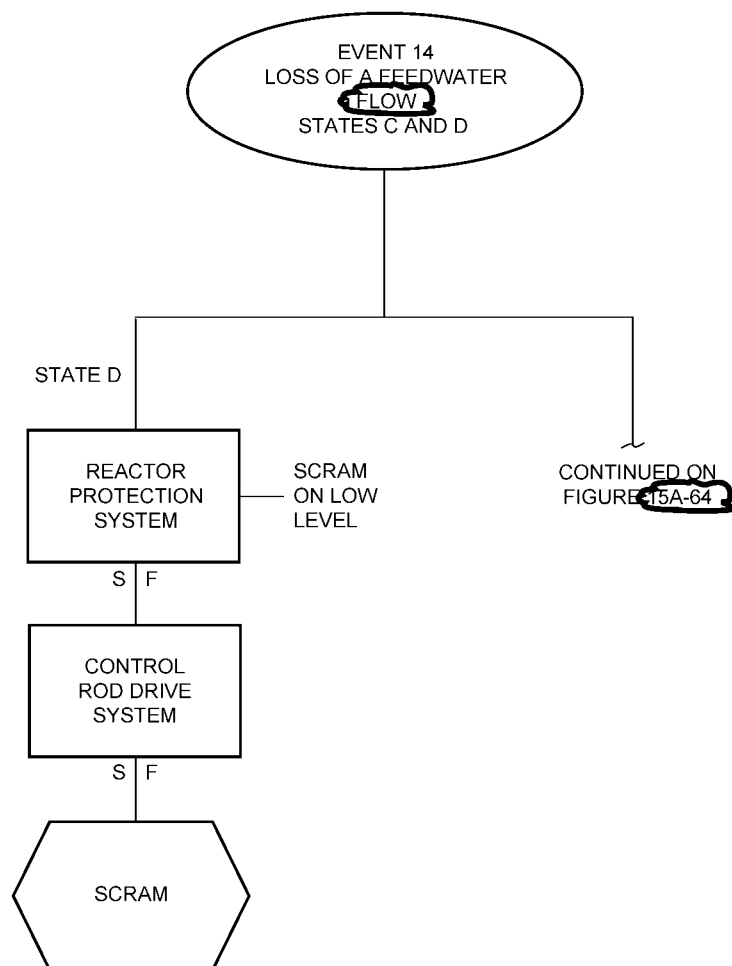 EVENT 14
LOSS OF A FEEDWATER
FLOW
STATES C AND D
STATE D
REACTOR
PROTECTION
SYSTEM
SCRAM
ON LOW
LEVEL
CONTINUED ON
FIGURE 15A-64
S F
CONTROL
ROD DRIVE
SYSTEM
S F
SCRAM